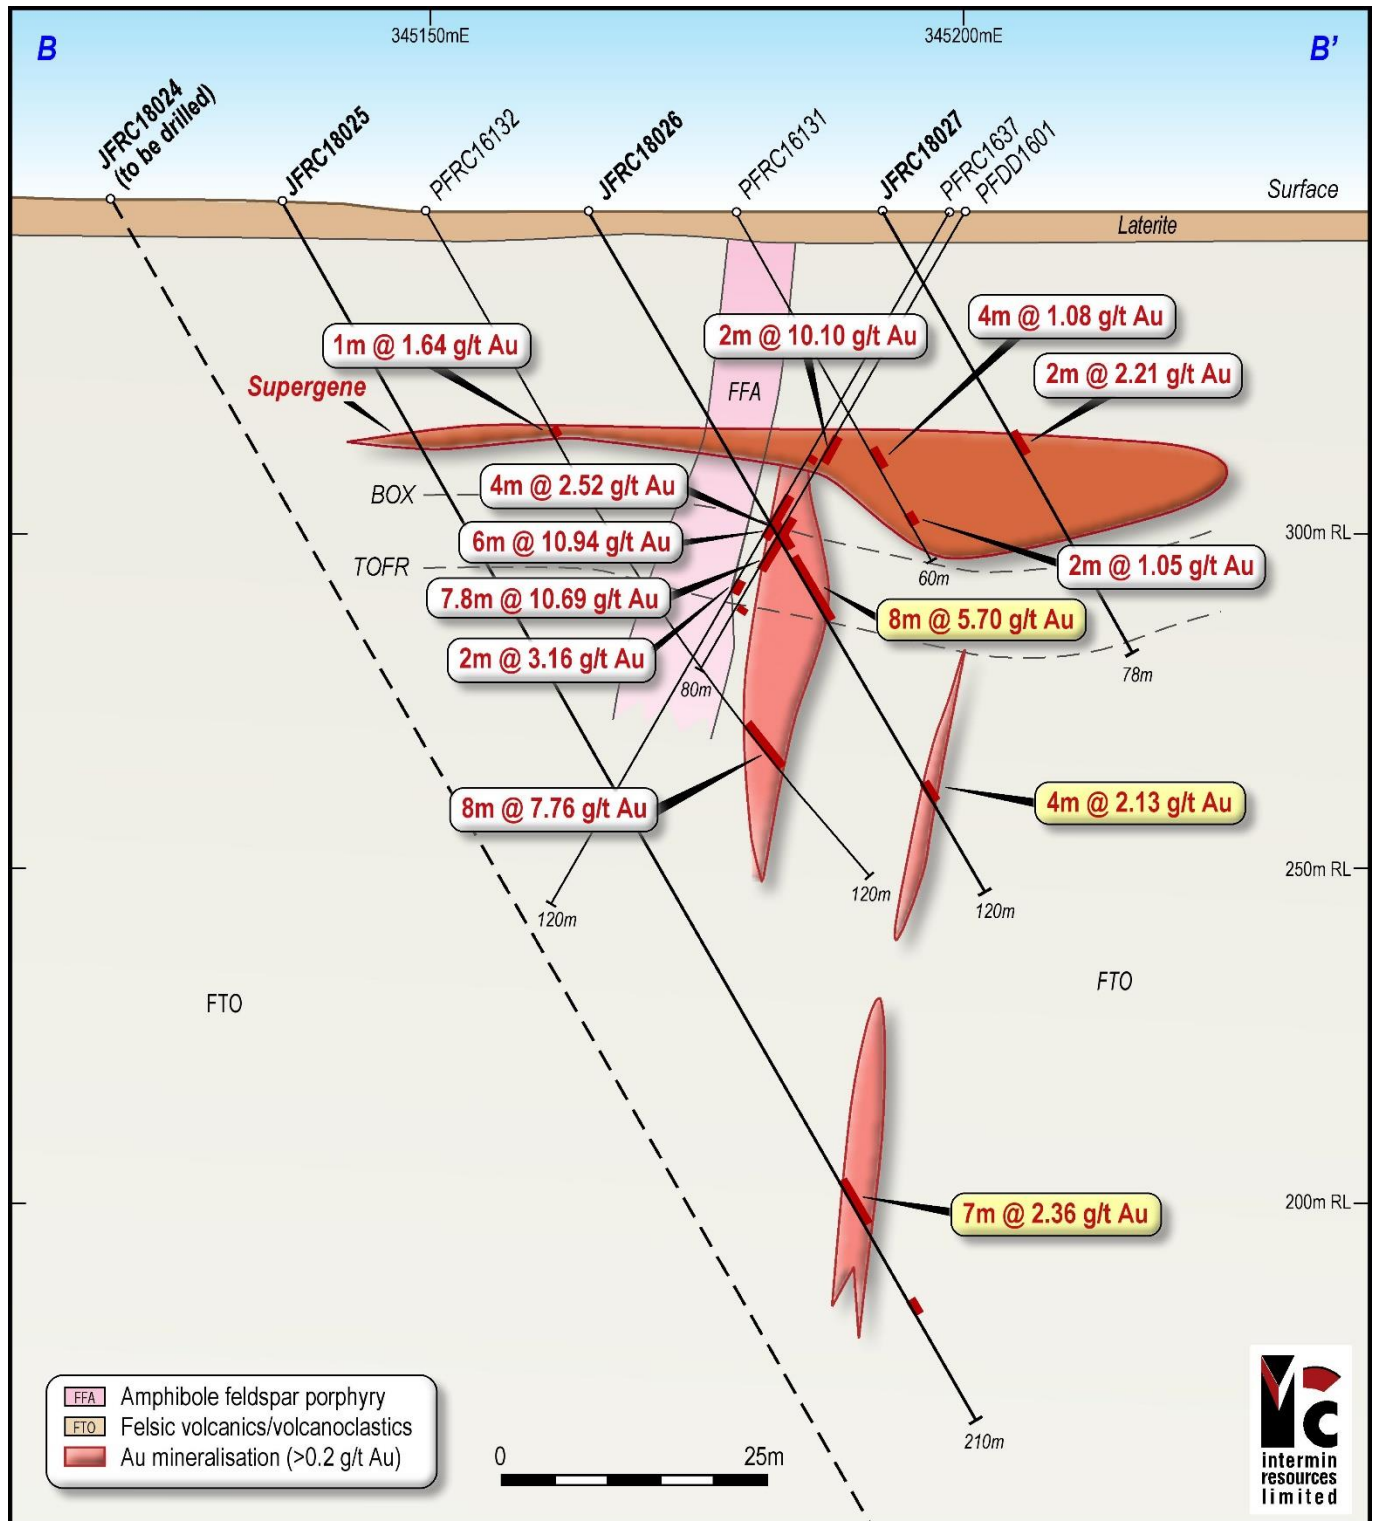 B
345150mE
345200mE
B'
JFRC18024
(to be drilled)
JFRC18025
PFRC16132
JFRC18026
PFRC16131
JFRC18027
PFRC1637
PFDD1601
Surface
Laterite
1m @ 1.64 g/t Au
2m @ 10.10 g/t Au
4m @ 1.08 g/t Au
2m @ 2.21 g/t Au
Supergene
FFA
BOX
4m @ 2.52 g/t Au
6m @ 10.94 g/t Au
300m RL
TOFR
60m
2m @ 1.05 g/t Au
7.8m @ 10.69 g/t Au
8m @ 5.70 g/t Au
2m @ 3.16 g/t Au
80m
78m
8m @ 7.76 g/t Au
4m @ 2.13 g/t Au
250m RL
120m
120m
120m
FTO
FTO
200m RL
7m @ 2.36 g/t Au
210m
FFA Amphibole feldspar porphyry
FTO Felsic volcanics/volcanoclastics
Au mineralisation (>0.2 g/t Au)
0 25m
intermin
resources
limited